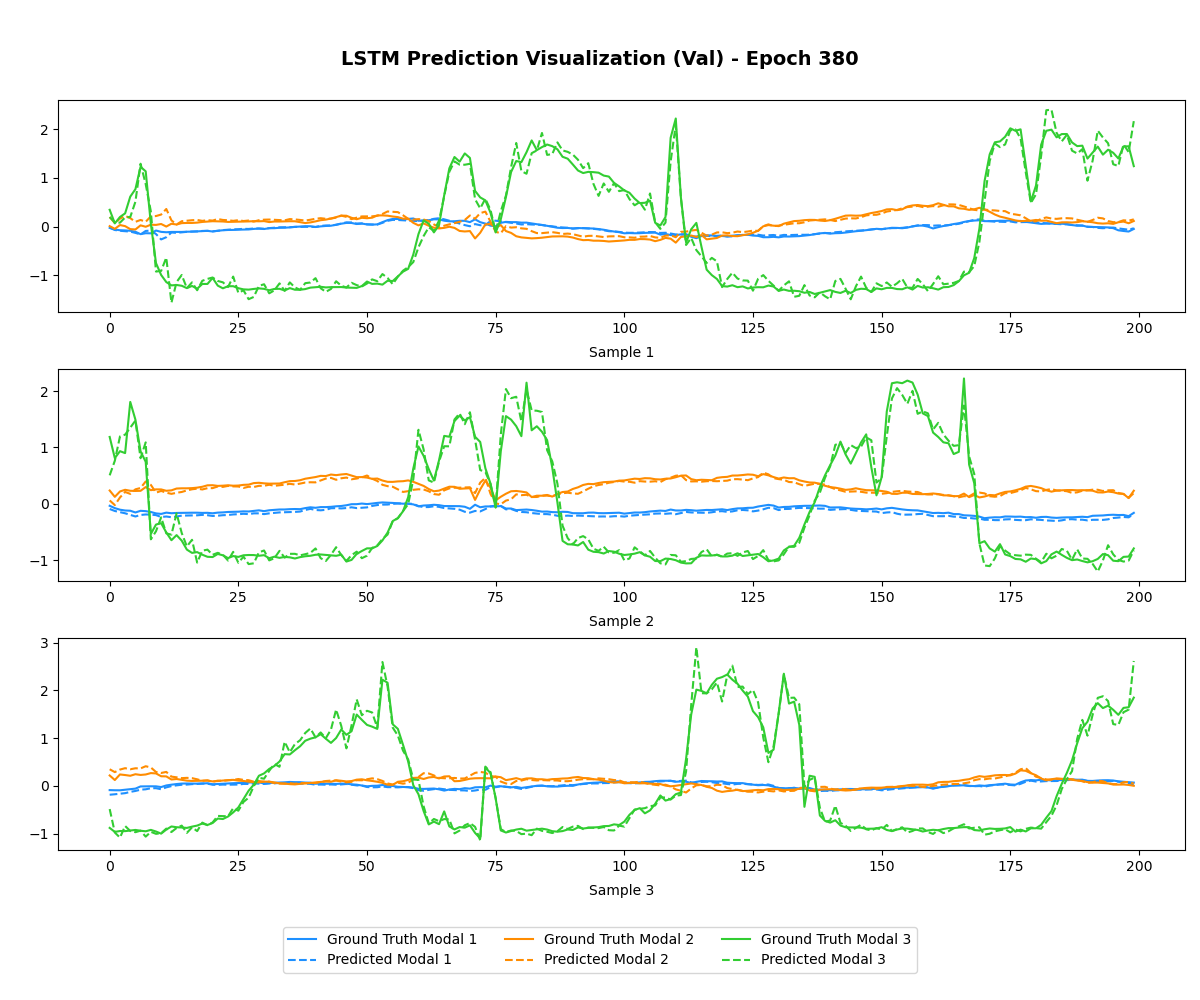 LSTM Prediction Visualization (Val) - Epoch 380
2
1
0
−1
0 25 50 75 100 125 150 175 200
Sample 1
2
1
0
−1
0 25 50 75 100 125 150 175 200
Sample 2
3
2
1
0
−1
0 25 50 75 100 125 150 175 200
Sample 3
Ground Truth Modal 1 Ground Truth Modal 2 Ground Truth Modal 3
Predicted Modal 1 Predicted Modal 2 Predicted Modal 3